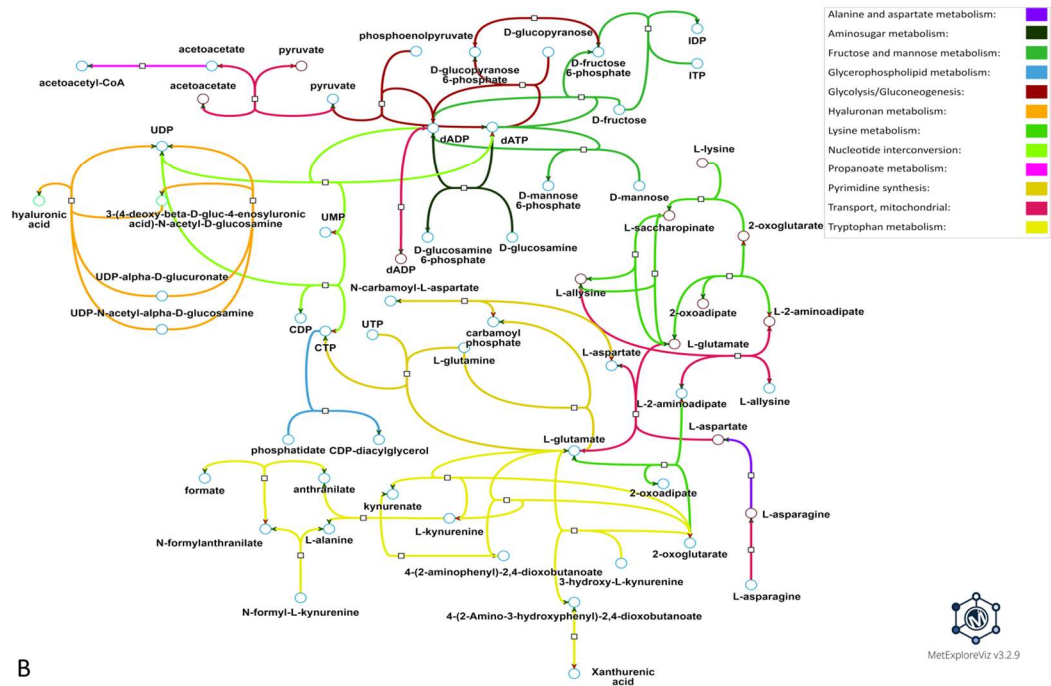 Alanine and aspartate metabolism:
Aminosugar metabolism:
Fructose and mannose metabolism:
Glycerophospholipid metabolism:
Glycolysis/Gluconeogenesis:
Hyaluronan metabolism:
Lysine metabolism:
Nucleotide interconversion:
Propanoate metabolism:
Pyrimidine synthesis:
Transport, mitochondrial:
Tryptophan metabolism:
phosphoenolpyruvate
D-glucopyranose
IDP
acetoacetate
pyruvate
D-fructose
6-phosphate
ITP
acetoacetyl-CoA
D-glucopyranose
6-phosphate
acetoacetate
pyruvate
D-fructose
UDP
dADP
dATP
L-lysine
hyaluronic
acid
3-(4-deoxy-beta-D-gluc-4-enosyluronic
acid)-N-acetyl-D-glucosamine
UMP
D-mannose
6-phosphate
D-mannose
L-saccharopinate
2-oxoglutarate
D-glucosamine
6-phosphate
D-glucosamine
dADP
UDP-alpha-D-glucuronate
N-carbamoyl-L-aspartate
L-allysine
UDP-N-acetyl-alpha-D-glucosamine
CDP
2-oxoadipate
L-2-aminoadipate
CTP
UTP
carbamoyl
phosphate
L-glutamate
L-glutamine
L-aspartate
L-allysine
L-2-aminoadipate
L-aspartate
phosphatidate
CDP-diacylglycerol
L-glutamate
formate
anthranilate
kynurenate
2-oxoadipate
L-asparagine
N-formylanthranilate
L-alanine
L-kynurenine
2-oxoglutarate
4-(2-aminophenyl)-2,4-dioxobutanoate
3-hydroxy-L-kynurenine
L-asparagine
N-formyl-L-kynurenine
4-(2-Amino-3-hydroxyphenyl)-2,4-dioxobutanoate
Xanthurenic
acid
MetExploreViz v3.2.9
B